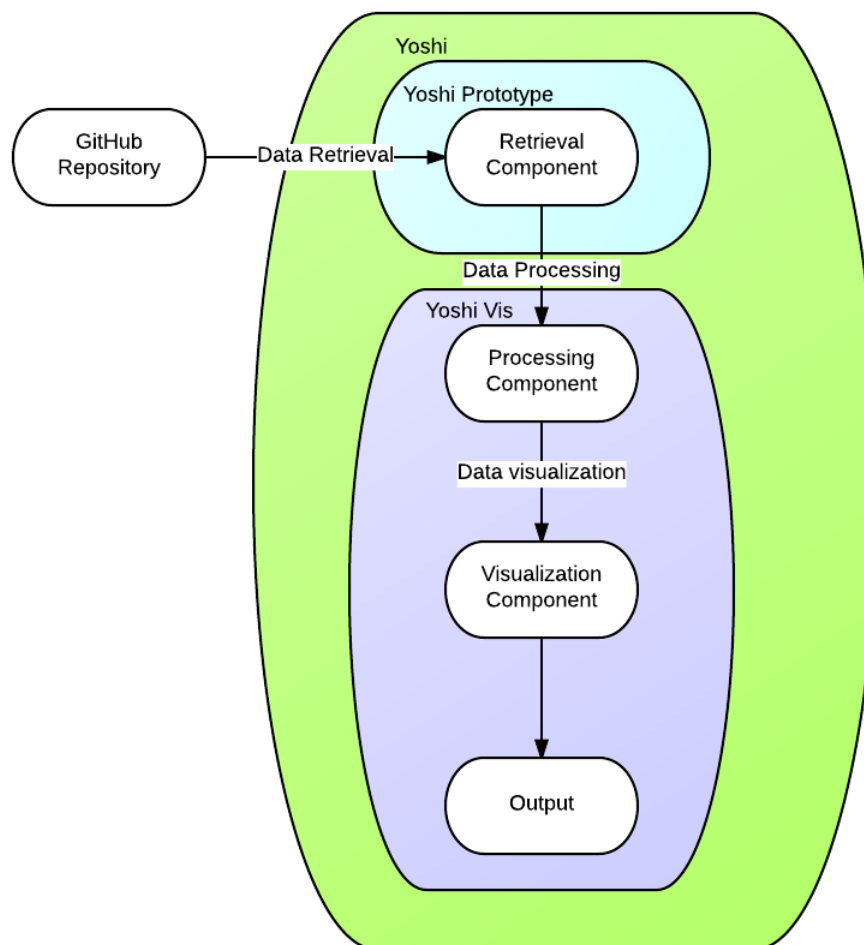 Yoshi
Yoshi Prototype
GitHub
Repository
Data Retrieval
Retrieval
Component
Data Processing
Yoshi Vis
Processing
Component
Data visualization
Visualization
Component
Output